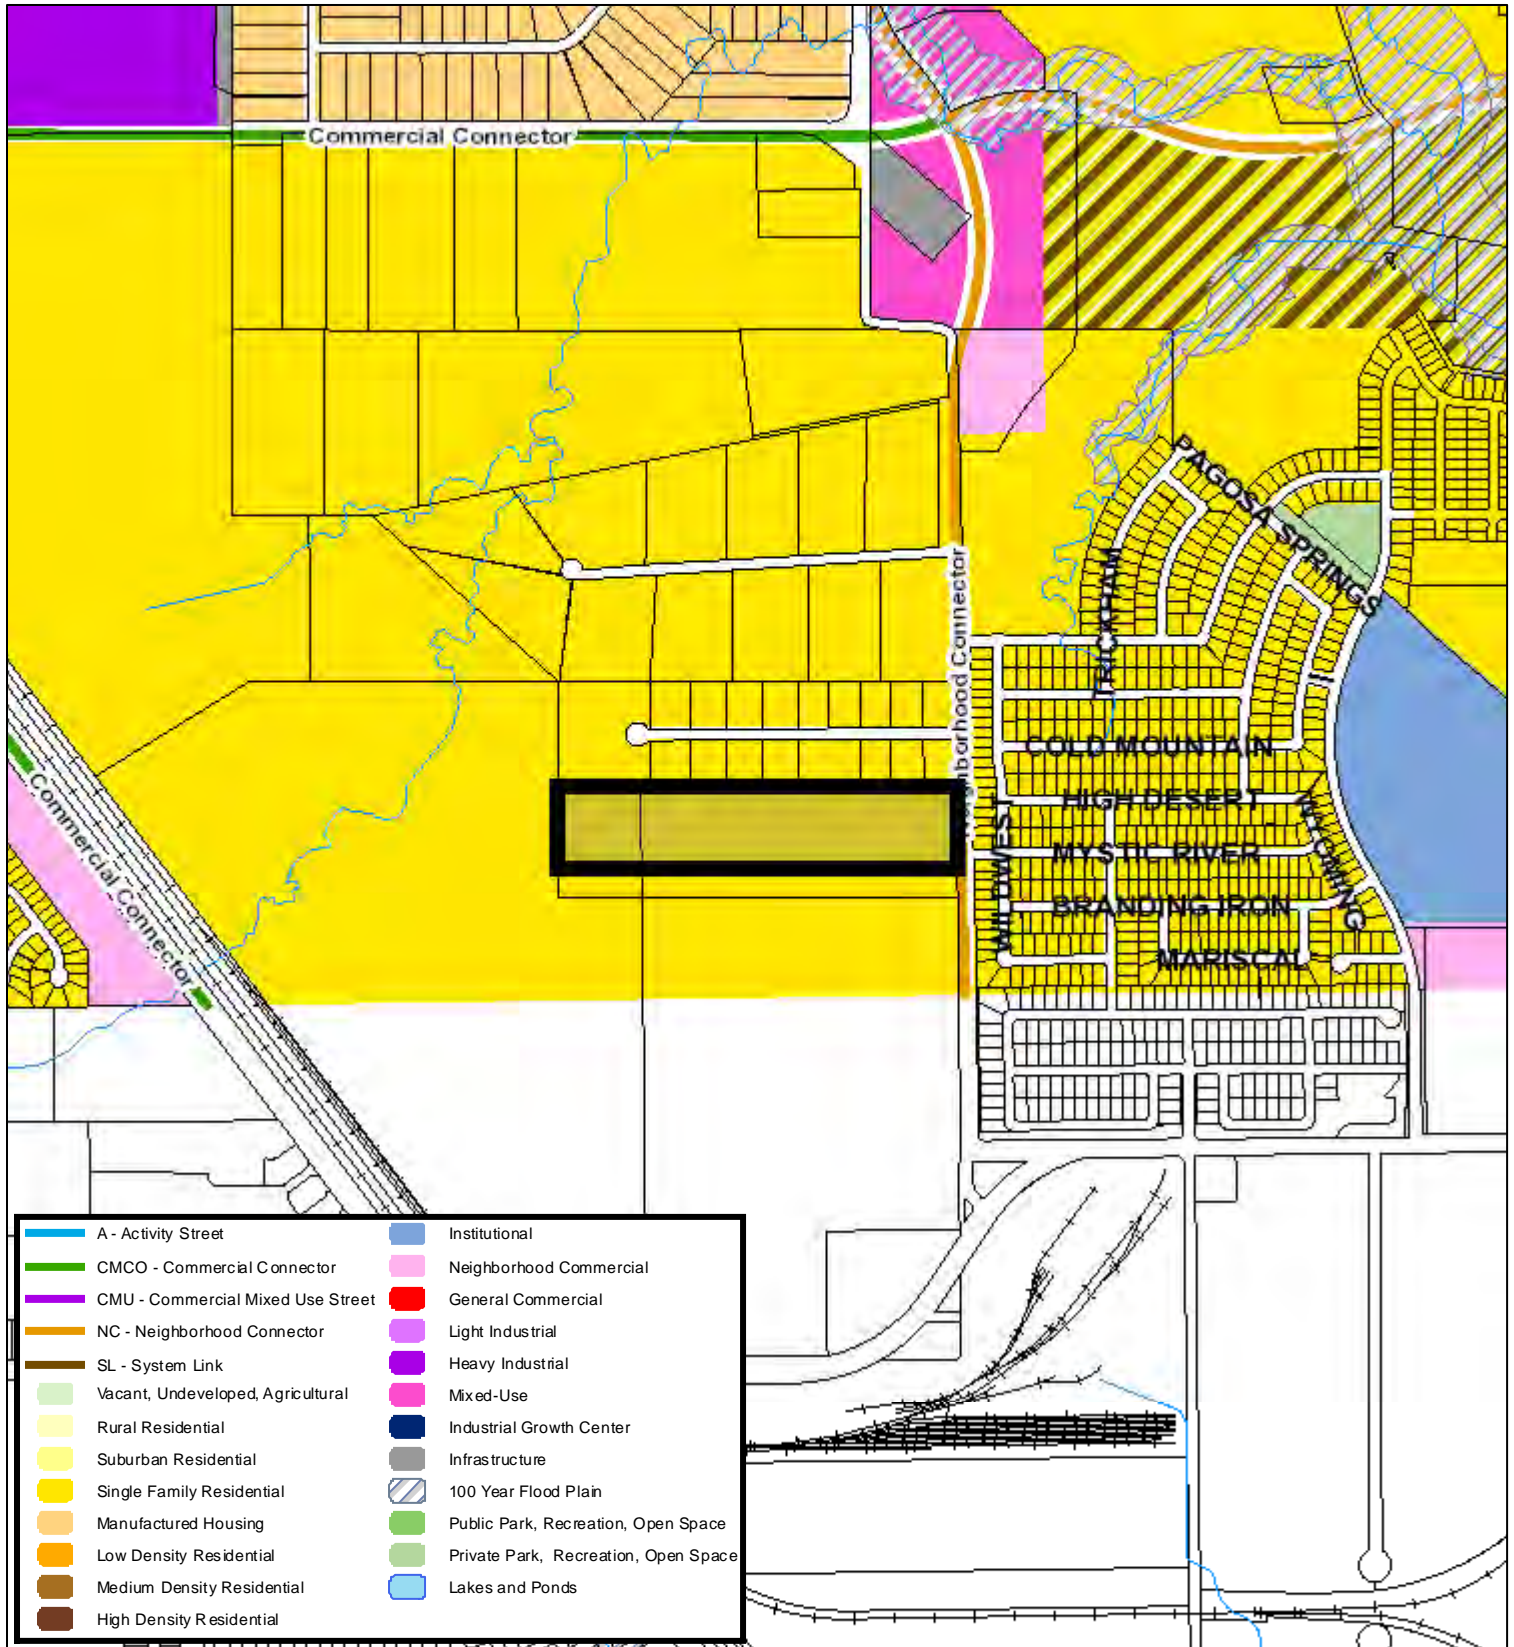 Commercial Connector
PAGOSA SPRINGS
TRICKHAM
Neighborhood Connector
COLD MOUNTAIN
HIGH DESERT
WYOMING
WILDWEST
MYSTIC RIVER
BRANDING IRON
MARISCAL
Commercial Connector
A - Activity Street
CMCO - Commercial Connector
CMU - Commercial Mixed Use Street
NC - Neighborhood Connector
SL - System Link
Vacant, Undeveloped, Agricultural
Rural Residential
Suburban Residential
Single Family Residential
Manufactured Housing
Low Density Residential
Medium Density Residential
High Density Residential
Institutional
Neighborhood Commercial
General Commercial
Light Industrial
Heavy Industrial
Mixed-Use
Industrial Growth Center
Infrastructure
100 Year Flood Plain
Public Park, Recreation, Open Space
Private Park, Recreation, Open Space
Lakes and Ponds